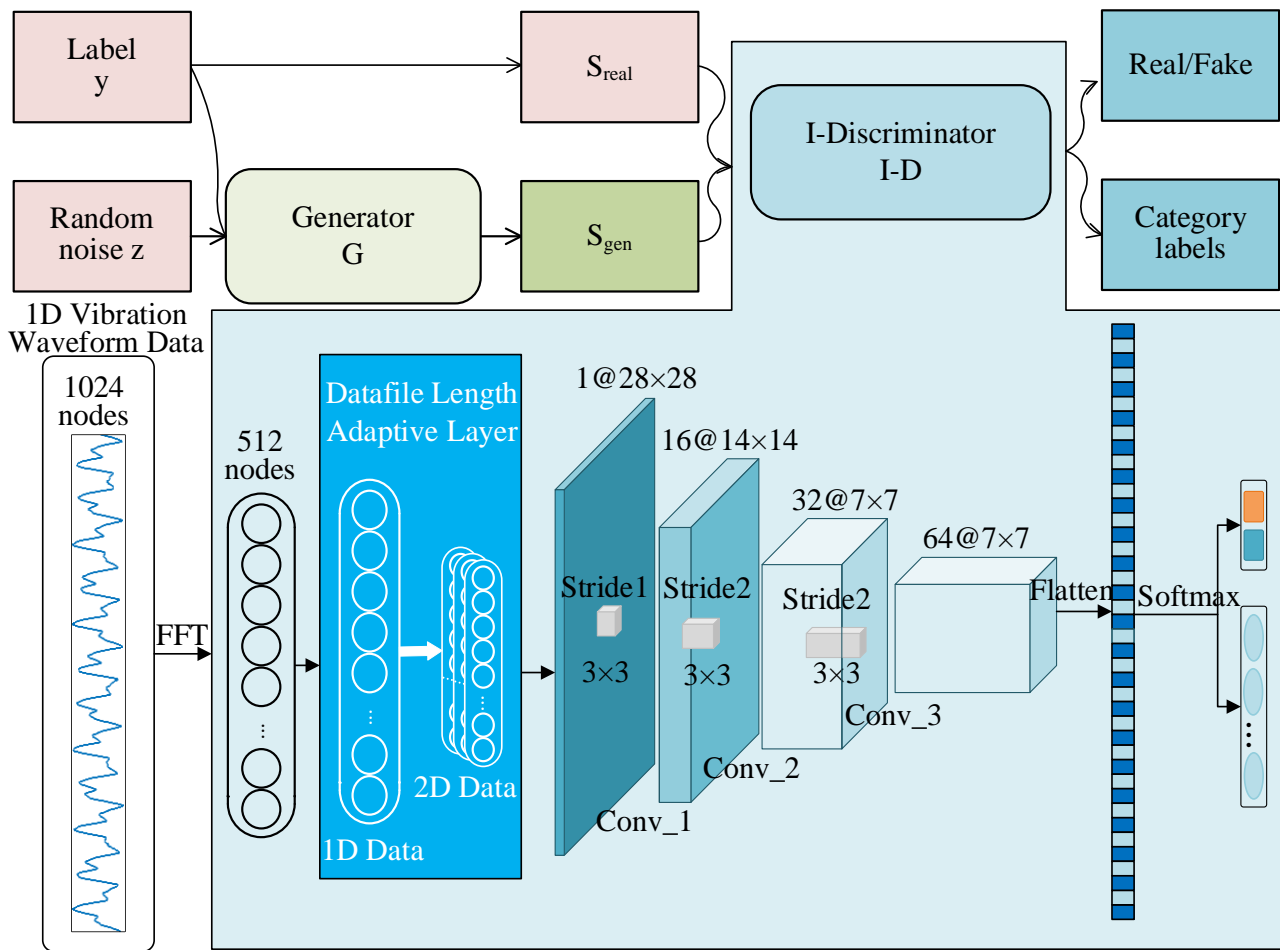 Label
y
S_real
I-Discriminator
I-D
Real/Fake
Random
noise z
Generator
G
S_gen
Category
labels
1D Vibration
Waveform Data
1024
nodes
FFT
512
nodes
Datafile Length
Adaptive Layer
1D Data
2D Data
1@28×28
Stride1
3×3
Conv_1
16@14×14
Stride2
3×3
Conv_2
32@7×7
Stride2
3×3
Conv_3
64@7×7
Flatten
Softmax